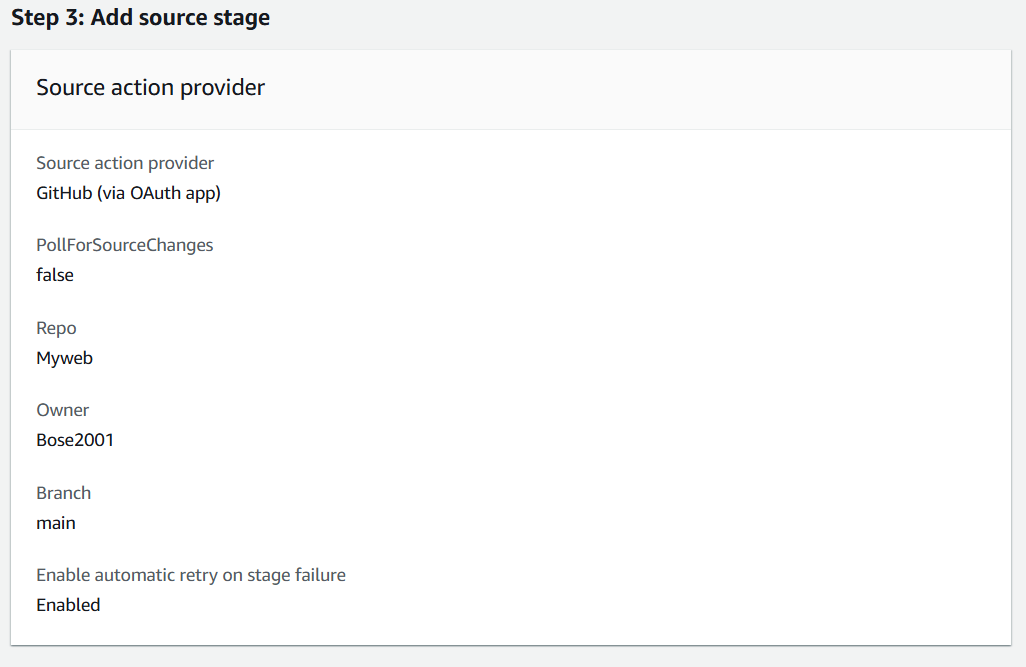 Step 3: Add source stage
Source action provider
Source action provider
GitHub (via OAuth app)
PollForSourceChanges
false
Repo
Myweb
Owner
Bose2001
Branch
main
Enable automatic retry on stage failure
Enabled